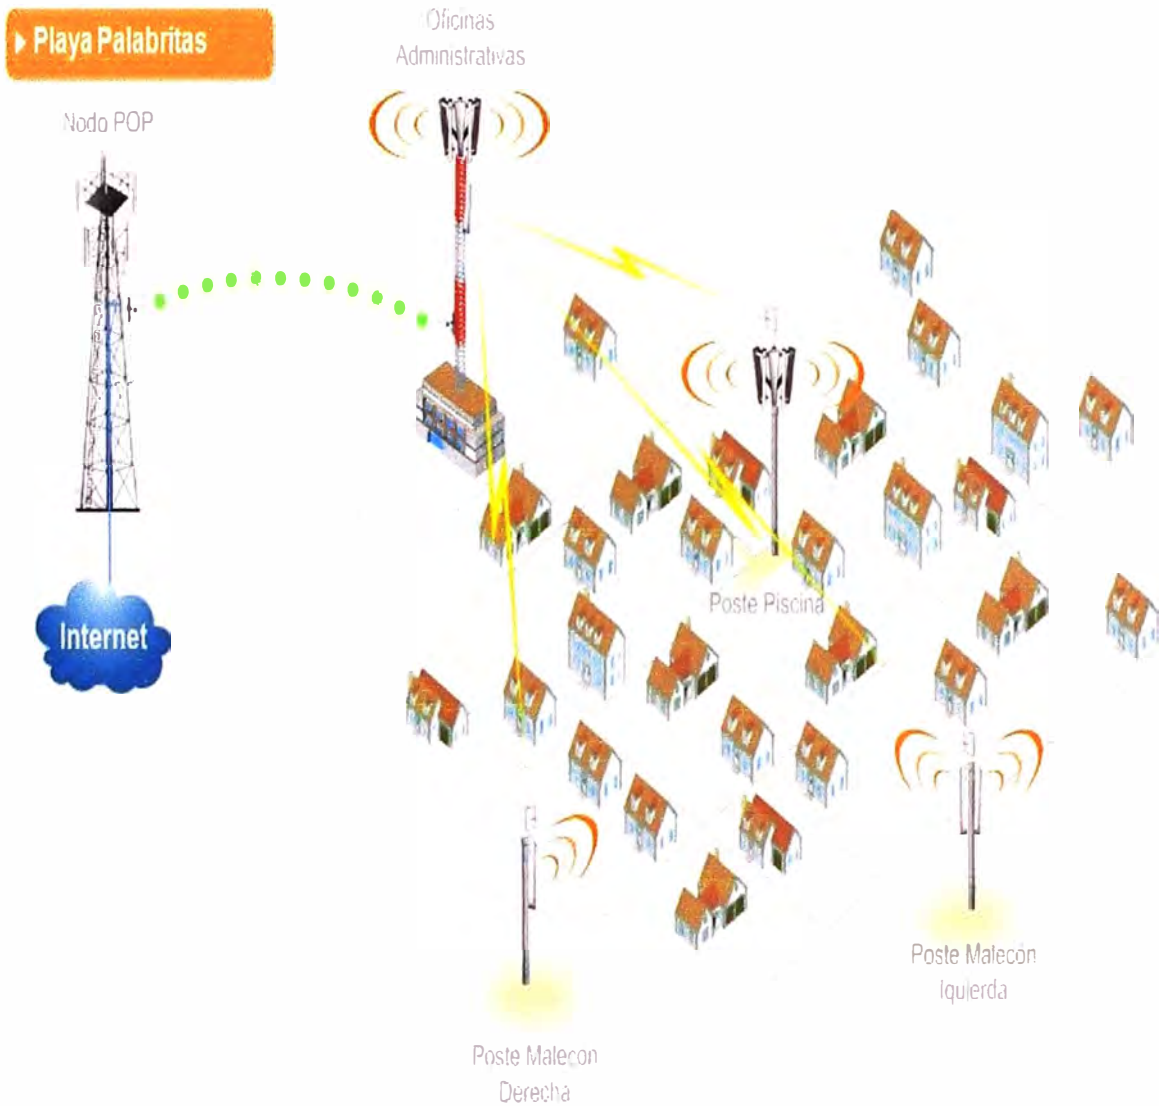 Playa Palabritas
Oficinas
Administrativas
Nodo POP
Internet
Poste Piscina
Poste Malecón
Iquierda
Poste Malecon
Derecha